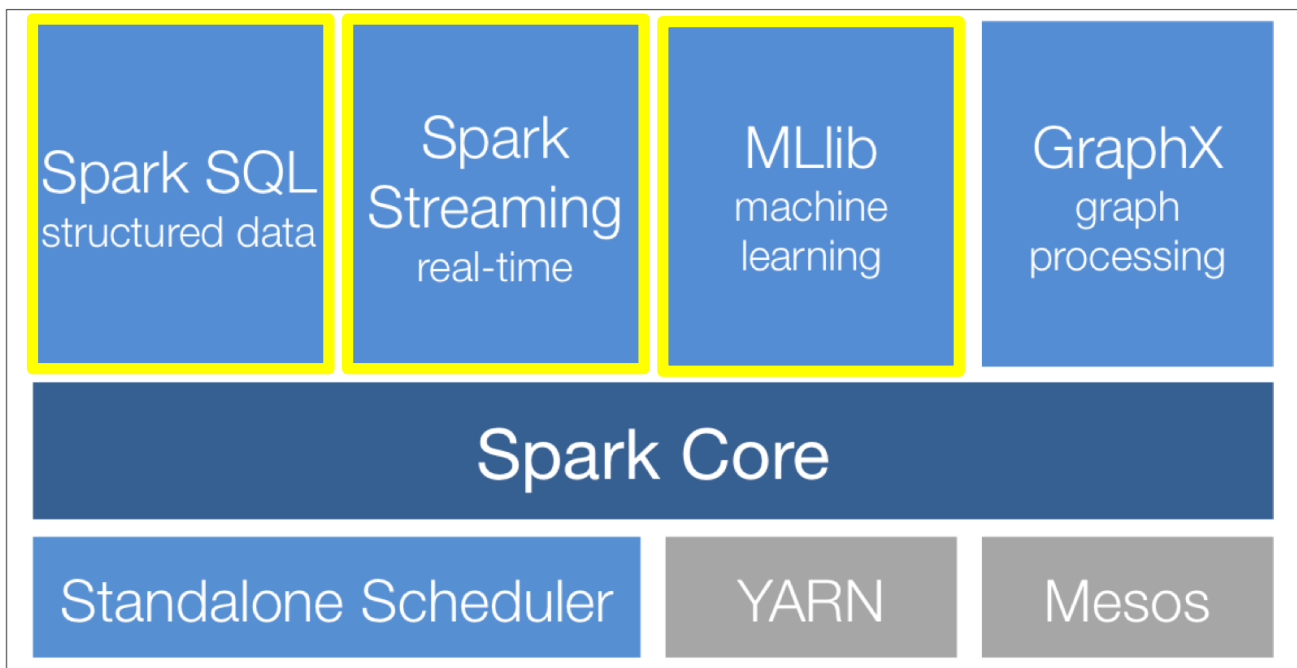 Spark SQL
structured data
Spark
Streaming
real-time
MLlib
machine
learning
GraphX
graph
processing
Spark Core
Standalone Scheduler
YARN
Mesos